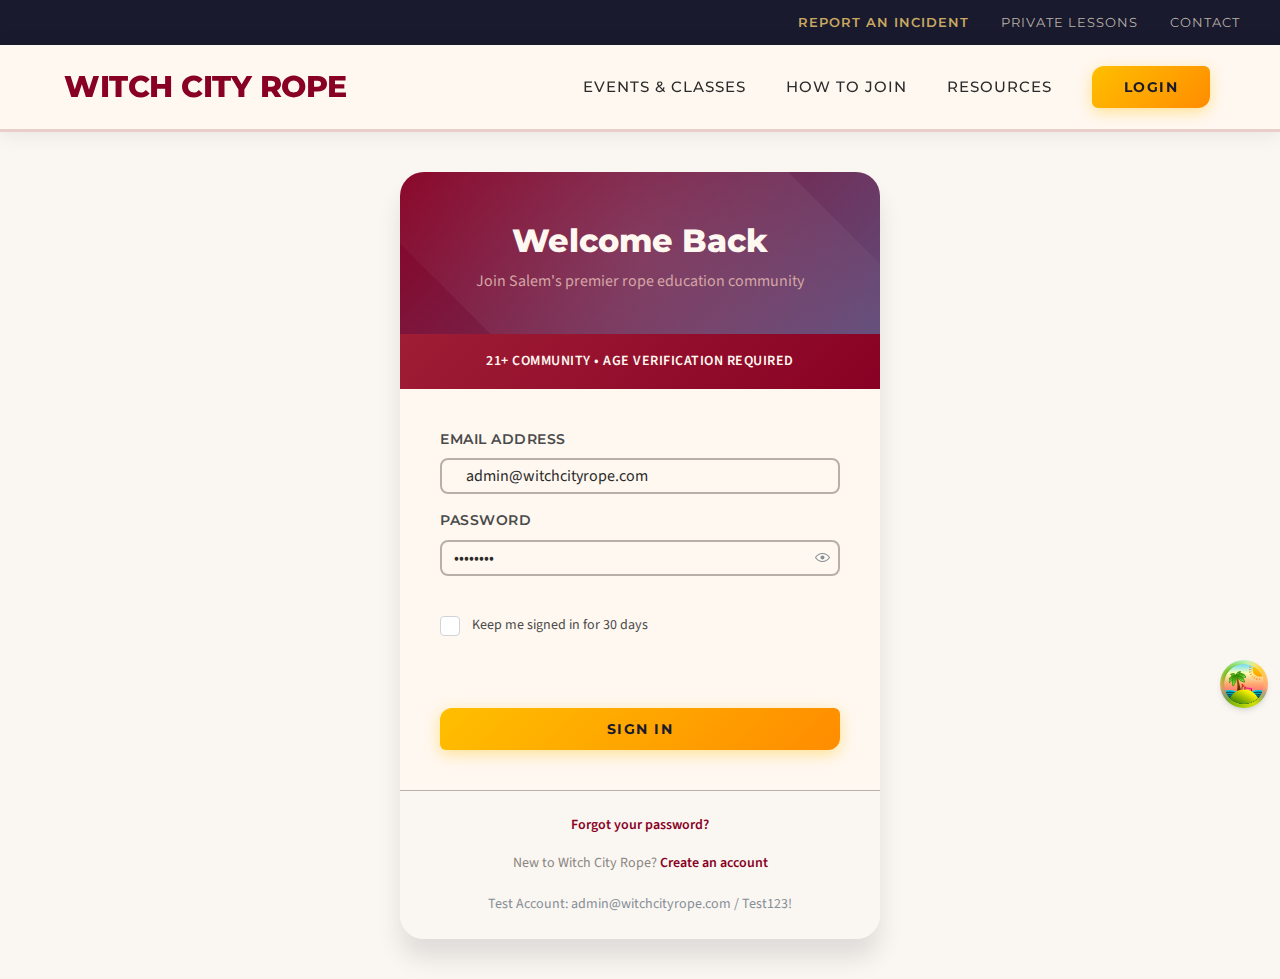 REPORT AN INCIDENT PRIVATE LESSONS CONTACT
WITCH CITY ROPE EVENTS & CLASSES HOW TO JOIN RESOURCES LOGIN
Welcome Back
Join Salem's premier rope education community
21+ COMMUNITY • AGE VERIFICATION REQUIRED
EMAIL ADDRESS
admin@witchcityrope.com
PASSWORD
••••••••
Keep me signed in for 30 days
SIGN IN
Forgot your password?
New to Witch City Rope? Create an account
Test Account: admin@witchcityrope.com / Test123!